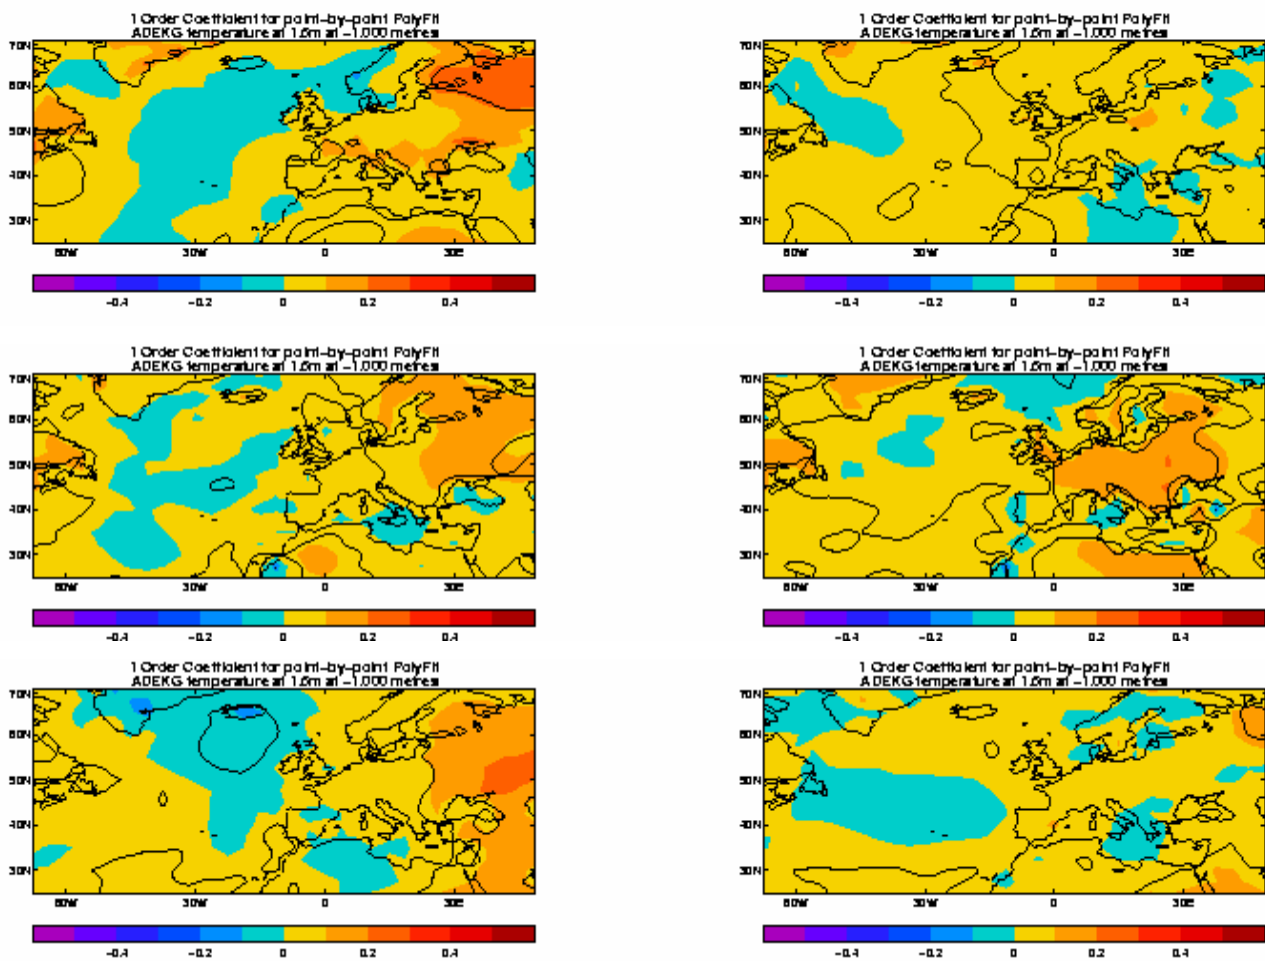 1 Order Coefficient for point-by-point PolyFit
ADEKG temperature at 1.5m at -1.000 metres
70N
60N
50N
40N
30N
60W 30W 0 30E
-0.4 -0.2 0 0.2 0.4
1 Order Coefficient for point-by-point PolyFit
ADEKG temperature at 1.5m at -1.000 metres
70N
60N
50N
40N
30N
60W 30W 0 30E
-0.4 -0.2 0 0.2 0.4
1 Order Coefficient for point-by-point PolyFit
ADEKG temperature at 1.5m at -1.000 metres
70N
60N
50N
40N
30N
60W 30W 0 30E
-0.4 -0.2 0 0.2 0.4
1 Order Coefficient for point-by-point PolyFit
ADEKG temperature at 1.5m at -1.000 metres
70N
60N
50N
40N
30N
60W 30W 0 30E
-0.4 -0.2 0 0.2 0.4
1 Order Coefficient for point-by-point PolyFit
ADEKG temperature at 1.5m at -1.000 metres
70N
60N
50N
40N
30N
60W 30W 0 30E
-0.4 -0.2 0 0.2 0.4
1 Order Coefficient for point-by-point PolyFit
ADEKG temperature at 1.5m at -1.000 metres
70N
60N
50N
40N
30N
60W 30W 0 30E
-0.4 -0.2 0 0.2 0.4